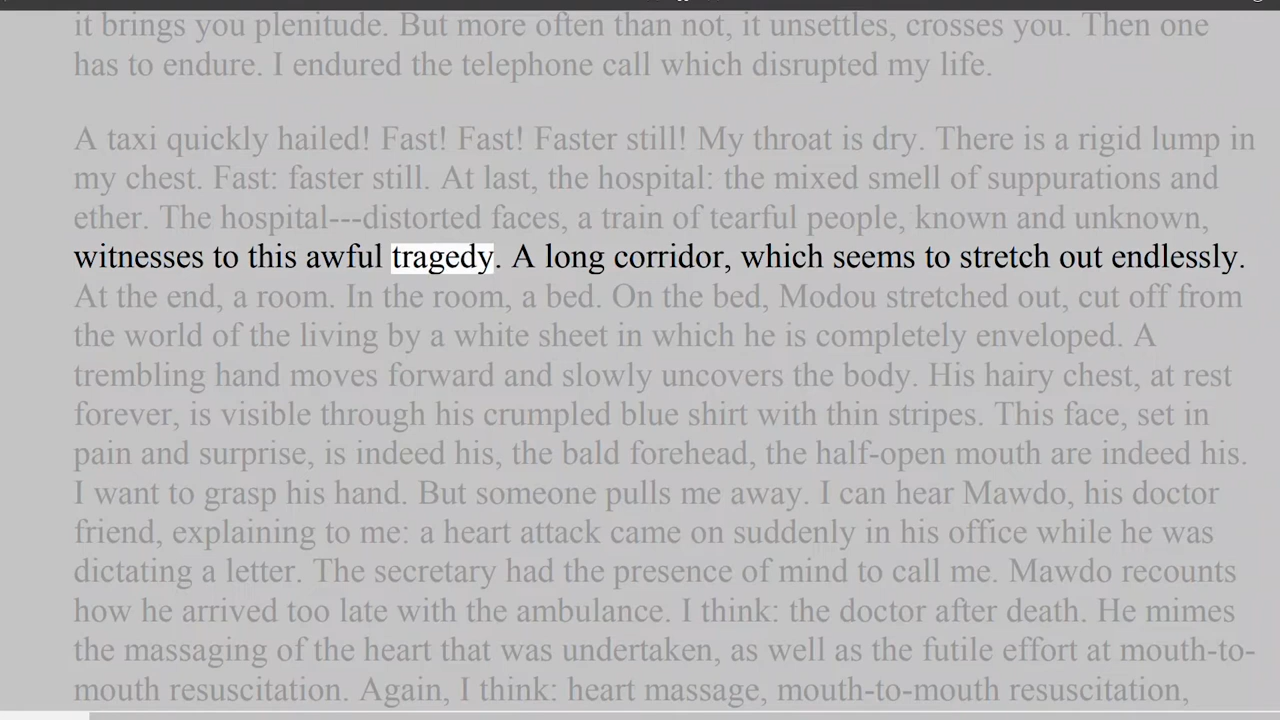 it brings you plenitude. But more often than not, it unsettles, crosses you. Then one
has to endure. I endured the telephone call which disrupted my life.
A taxi quickly hailed! Fast! Fast! Faster still! My throat is dry. There is a rigid lump in
my chest. Fast: faster still. At last, the hospital: the mixed smell of suppurations and
ether. The hospital---distorted faces, a train of tearful people, known and unknown,
witnesses to this awful tragedy. A long corridor, which seems to stretch out endlessly.
At the end, a room. In the room, a bed. On the bed, Modou stretched out, cut off from
the world of the living by a white sheet in which he is completely enveloped. A
trembling hand moves forward and slowly uncovers the body. His hairy chest, at rest
forever, is visible through his crumpled blue shirt with thin stripes. This face, set in
pain and surprise, is indeed his, the bald forehead, the half-open mouth are indeed his.
I want to grasp his hand. But someone pulls me away. I can hear Mawdo, his doctor
friend, explaining to me: a heart attack came on suddenly in his office while he was
dictating a letter. The secretary had the presence of mind to call me. Mawdo recounts
how he arrived too late with the ambulance. I think: the doctor after death. He mimes
the massaging of the heart that was undertaken, as well as the futile effort at mouth-to-
mouth resuscitation. Again, I think: heart massage, mouth-to-mouth resuscitation,